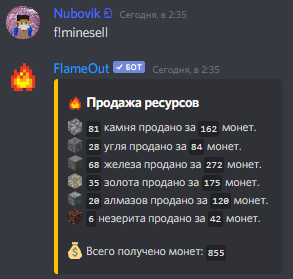 Nubovik Сегодня, в 2:35
f!minesell
FlameOut ✓ БОТ Сегодня, в 2:35
🔥 Продажа ресурсов
81 камня продано за 162 монет.
28 угля продано за 84 монет.
68 железа продано за 272 монет.
35 золота продано за 175 монет.
20 алмазов продано за 120 монет.
6 незерита продано за 42 монет.
💰 Всего получено монет: 855